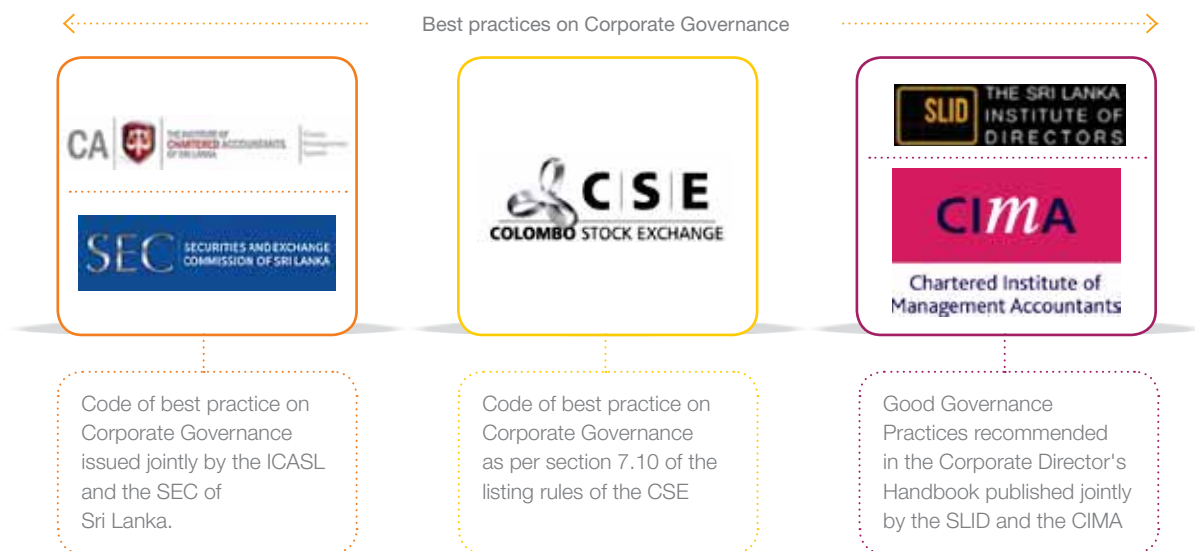 Best practices on Corporate Governance
CA
THE INSTITUTE OF
CHARTERED ACCOUNTANTS
OF SRI LANKA
SEC
SECURITIES AND EXCHANGE
COMMISSION OF SRI LANKA
C|S|E
COLOMBO STOCK EXCHANGE
SLID
THE SRI LANKA
INSTITUTE OF
DIRECTORS
CIMA
Chartered Institute of
Management Accountants
Code of best practice on
Corporate Governance
issued jointly by the ICASL
and the SEC of
Sri Lanka.
Code of best practice on
Corporate Governance
as per section 7.10 of the
listing rules of the CSE
Good Governance
Practices recommended
in the Corporate Director's
Handbook published jointly
by the SLID and the CIMA